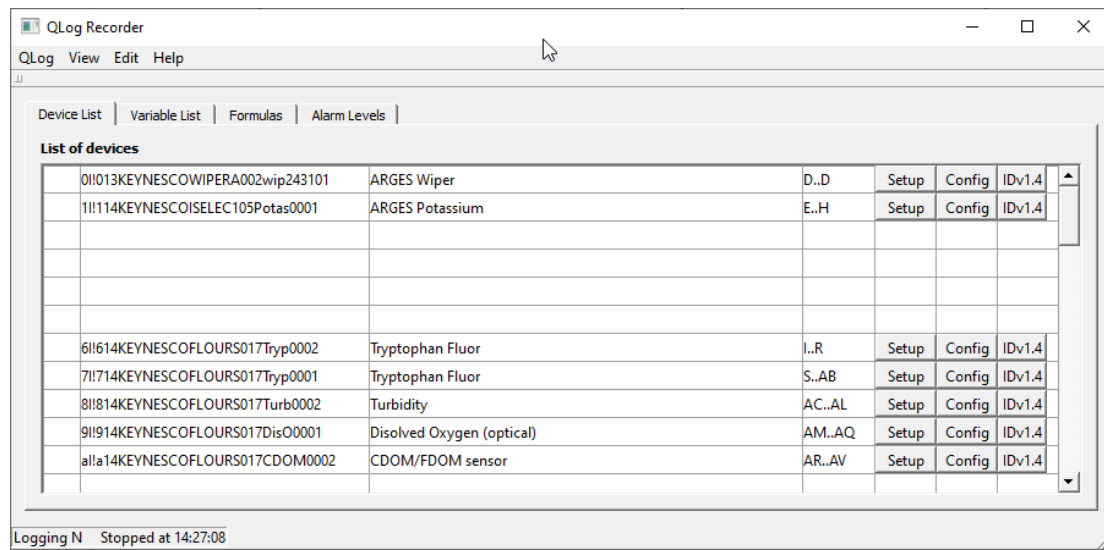 QLog Recorder
QLog View Edit Help
Device List Variable List Formulas Alarm Levels
List of devices
0I!013KEYNESCOWIPERA002wip243101 ARGES Wiper D..D Setup Config IDv1.4
1I!114KEYNESCOISELEC105Potas0001 ARGES Potassium E..H Setup Config IDv1.4
6I!614KEYNESCOFLOURS017Tryp0002 Tryptophan Fluor I..R Setup Config IDv1.4
7I!714KEYNESCOFLOURS017Tryp0001 Tryptophan Fluor S..AB Setup Config IDv1.4
8I!814KEYNESCOFLOURS017Turb0002 Turbidity AC..AL Setup Config IDv1.4
9I!914KEYNESCOFLOURS017DisO0001 Disolved Oxygen (optical) AM..AQ Setup Config IDv1.4
aI!a14KEYNESCOFLOURS017CDOM0002 CDOM/FDOM sensor AR..AV Setup Config IDv1.4
Logging N Stopped at 14:27:08